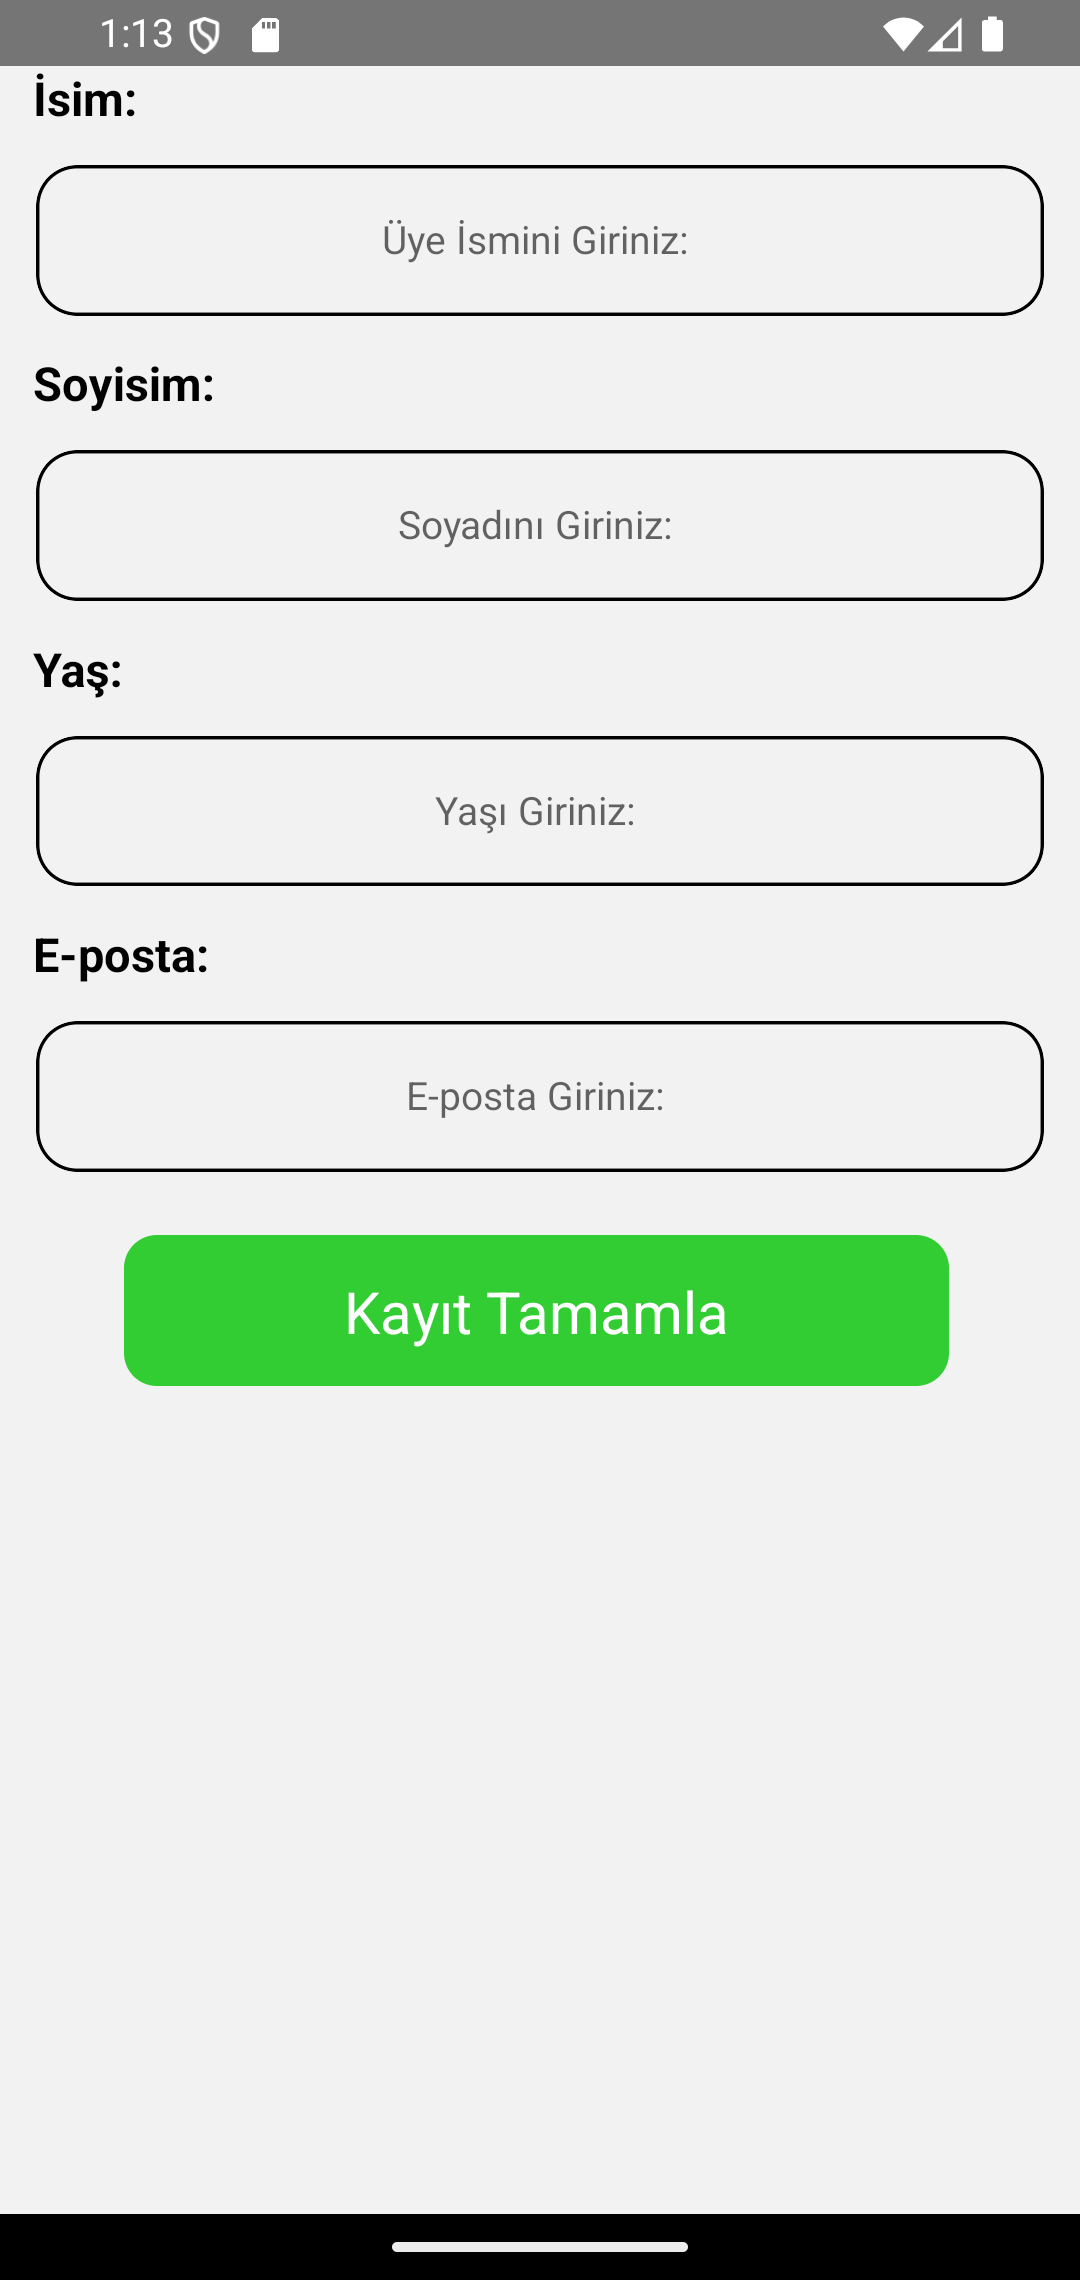 1:13
İsim:
Üye İsmini Giriniz:
Soyisim:
Soyadını Giriniz:
Yaş:
Yaşı Giriniz:
E-posta:
E-posta Giriniz:
Kayıt Tamamla